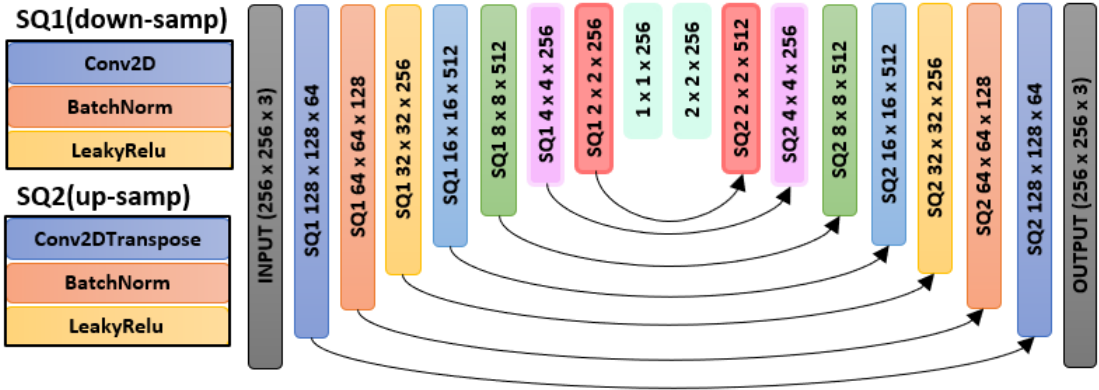 SQ1(down-samp)
Conv2D
BatchNorm
LeakyRelu
SQ2(up-samp)
Conv2DTranspose
BatchNorm
LeakyRelu
INPUT (256 x 256 x 3)
SQ1 128 x 128 x 64
SQ1 64 x 64 x 128
SQ1 32 x 32 x 256
SQ1 16 x 16 x 512
SQ1 8 x 8 x 512
SQ1 4 x 4 x 256
SQ1 2 x 2 x 256
1 x 1 x 256
2 x 2 x 256
SQ2 2 x 2 x 512
SQ2 4 x 4 x 256
SQ2 8 x 8 x 512
SQ2 16 x 16 x 512
SQ2 32 x 32 x 256
SQ2 64 x 64 x 128
SQ2 128 x 128 x 64
OUTPUT (256 x 256 x 3)